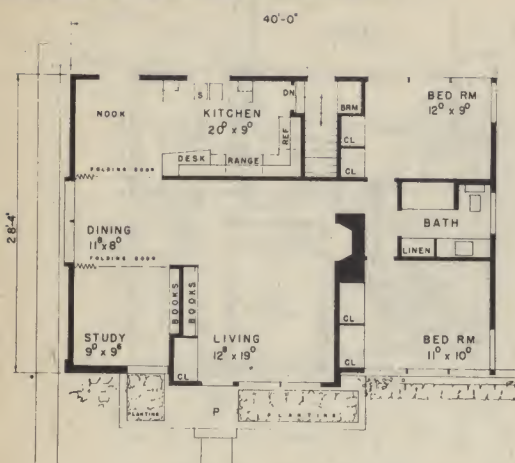 40'-0"
28'-4"
NOOK
S
KITCHEN
20⁰ x 9⁰
DN
BRM
BED RM
12⁰ x 9⁰
REF
CL
DESK
RANGE
CL
FOLDING DOOR
BATH
DINING
11⁸ x 8⁰
LINEN
FOLDING DOOR
BOOKS
BOOKS
CL
STUDY
9⁰ x 9⁶
LIVING
12⁸ x 19⁰
BED RM
11⁰ x 10⁰
CL
CL
PLANTING
P
PLANTING